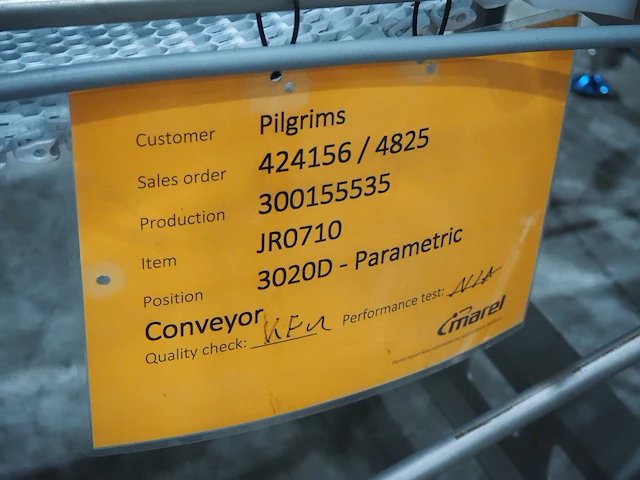 Customer Pilgrims
Sales order 424156 / 4825
Production 300155535
Item JR0710
Position 3020D - Parametric
Conveyor
Quality check: Performance test: N/A
marel